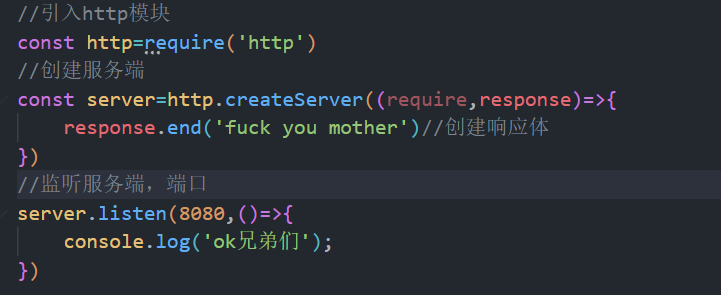 //引入http模块
const http=require('http')
//创建服务端
const server=http.createServer((require,response)=>{
    response.end('fuck you mother')//创建响应体
})
//监听服务端，端口
server.listen(8080,()=>{
    console.log('ok兄弟们');
})